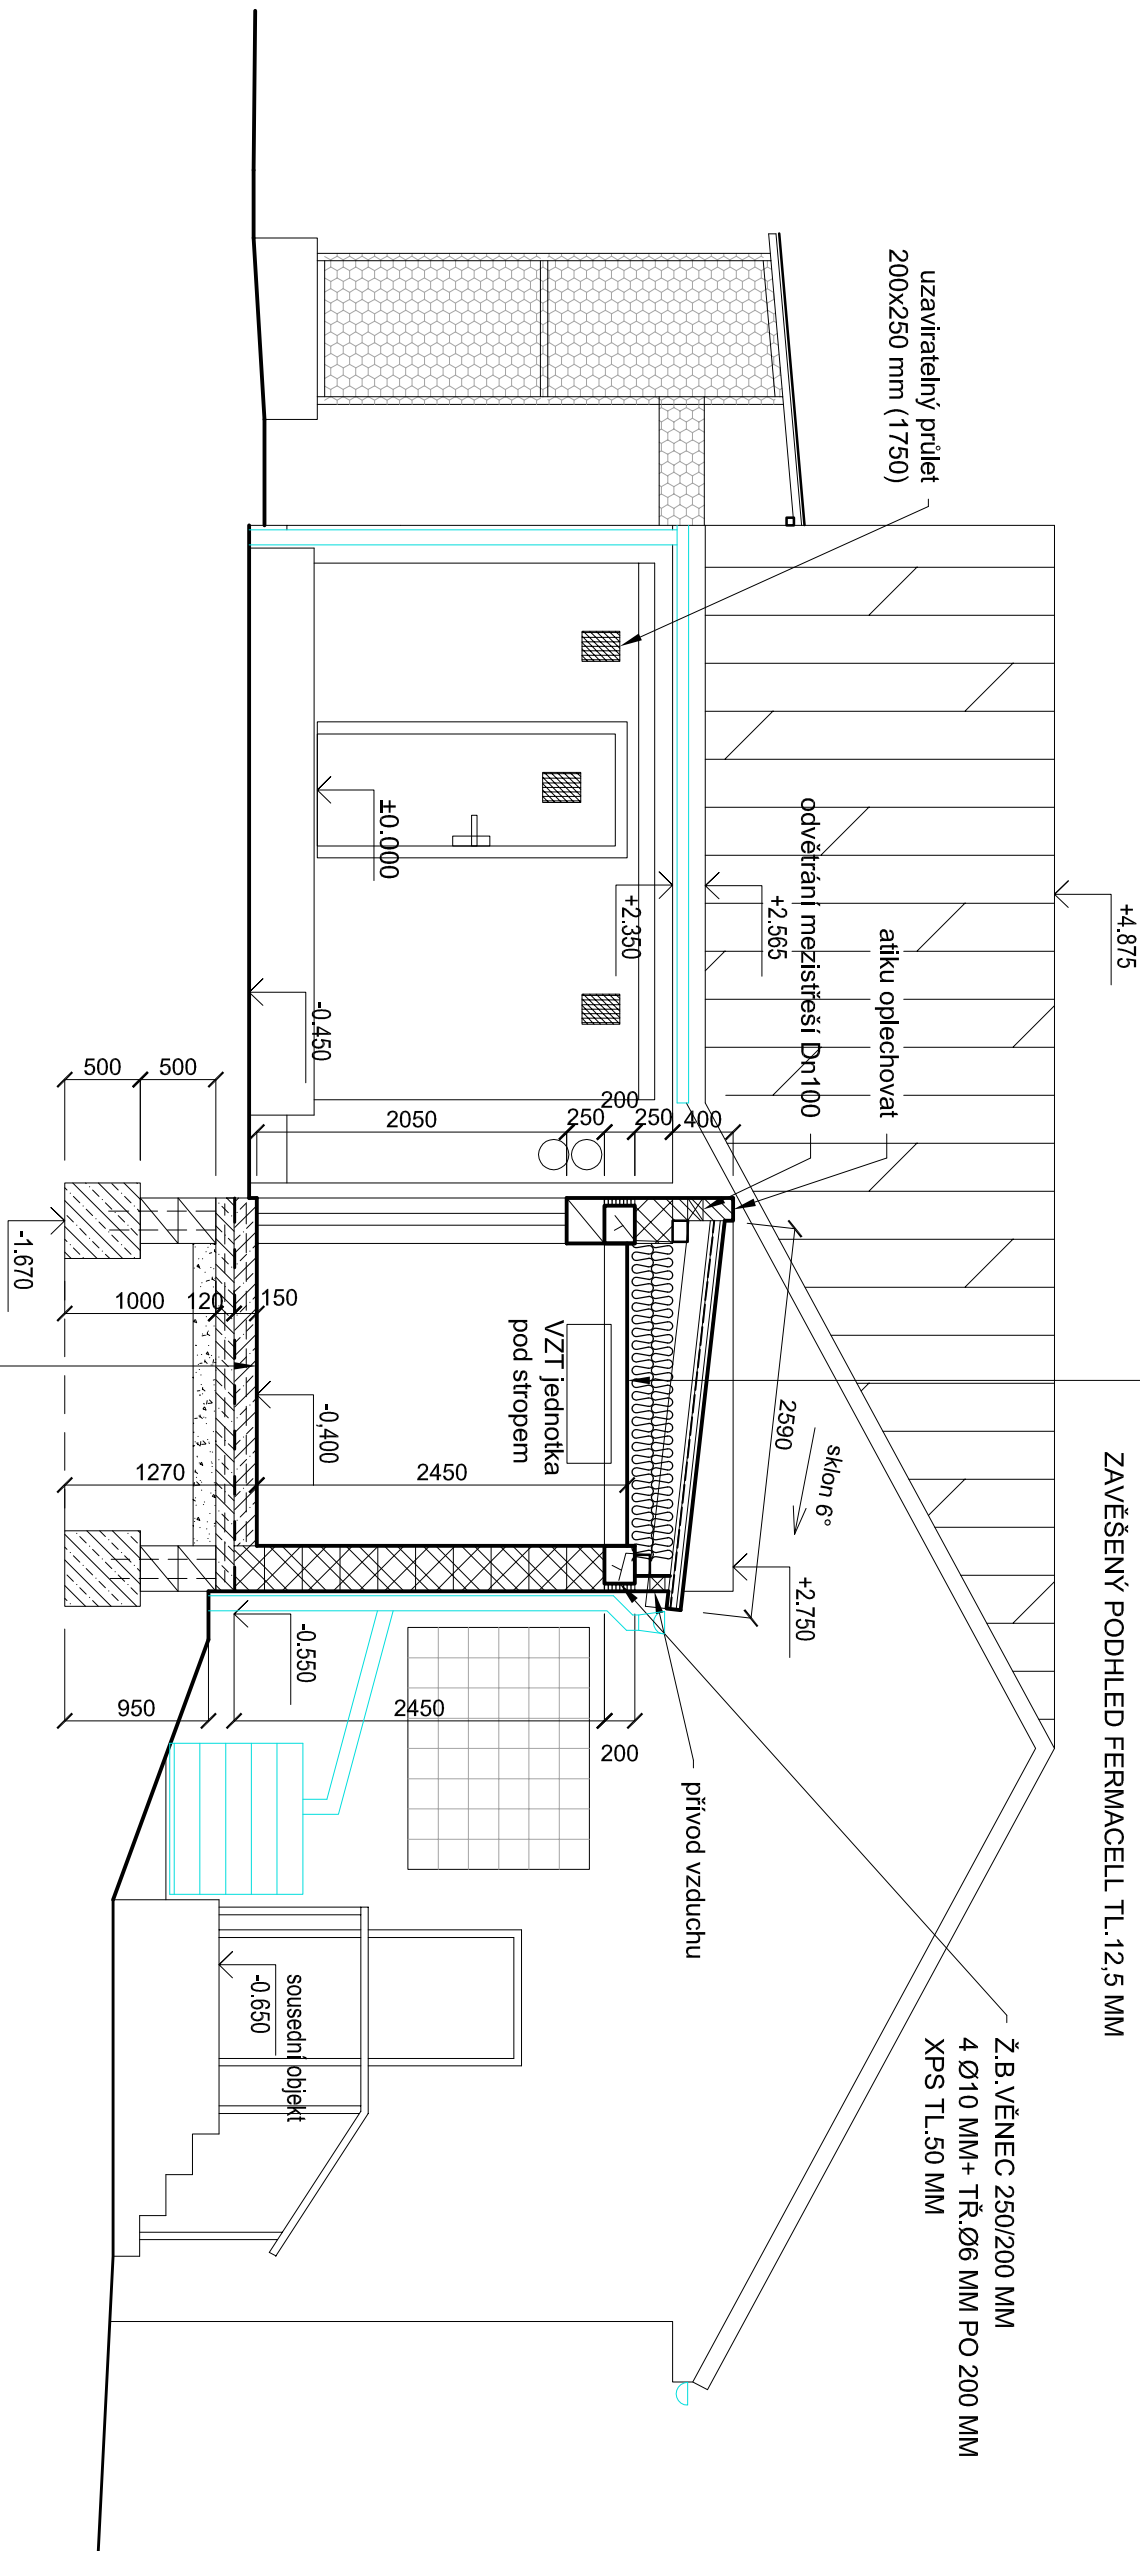 ZAVĚŠENÝ PODHLED FERMACELL TL.12,5 MM
+4.875
Ž.B.VĚNEC 250/200 MM
4 Ø10 MM+ TŘ.Ø6 MM PO 200 MM
XPS TL.50 MM
uzaviratelný průlet
200x250 mm (1750)
atiku oplechovat
odvětrání mezistřeší Dn100
sklon 6°
2590
+2.565
+2.750
+2.350
přívod vzduchu
400
250
200
250
2050
200
VZT jednotka
pod stropem
±0.000
2450
2450
-0.450
-0,400
-0.550
sousední objekt
-0.650
150
120
1000
1270
950
500
500
-1.670